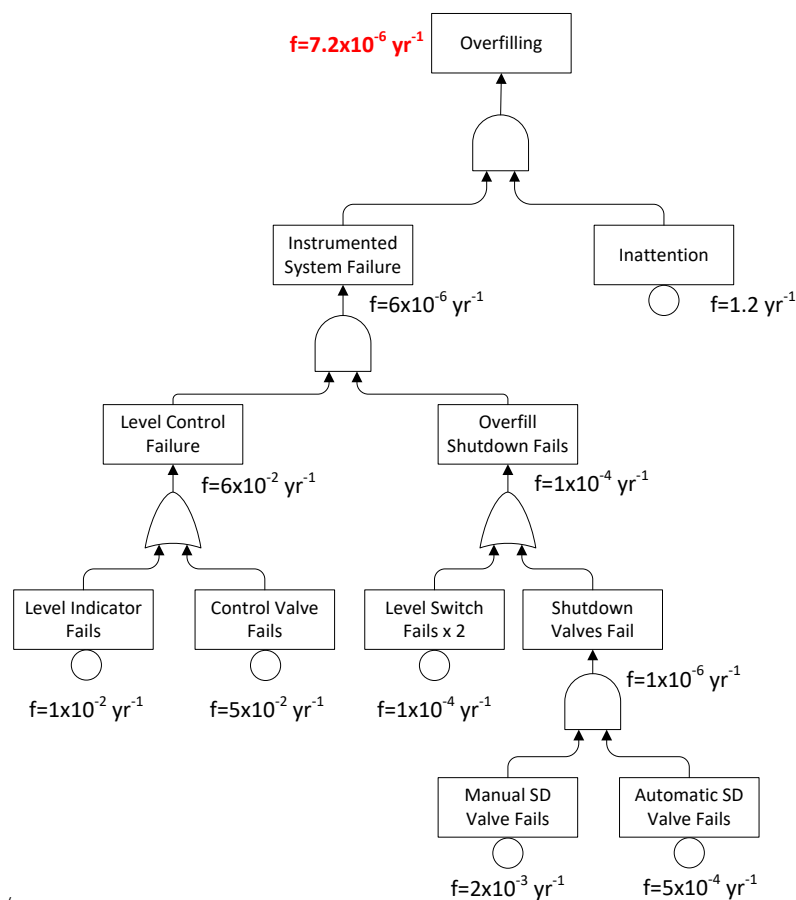 f=7.2x10⁻⁶ yr⁻¹
Overfilling
Instrumented
System Failure
Inattention
f=6x10⁻⁶ yr⁻¹
f=1.2 yr⁻¹
Level Control
Failure
Overfill
Shutdown Fails
f=6x10⁻² yr⁻¹
f=1x10⁻⁴ yr⁻¹
Level Indicator
Fails
Control Valve
Fails
Level Switch
Fails x 2
Shutdown
Valves Fail
f=1x10⁻² yr⁻¹
f=5x10⁻² yr⁻¹
f=1x10⁻⁴ yr⁻¹
f=1x10⁻⁶ yr⁻¹
Manual SD
Valve Fails
Automatic SD
Valve Fails
f=2x10⁻³ yr⁻¹
f=5x10⁻⁴ yr⁻¹